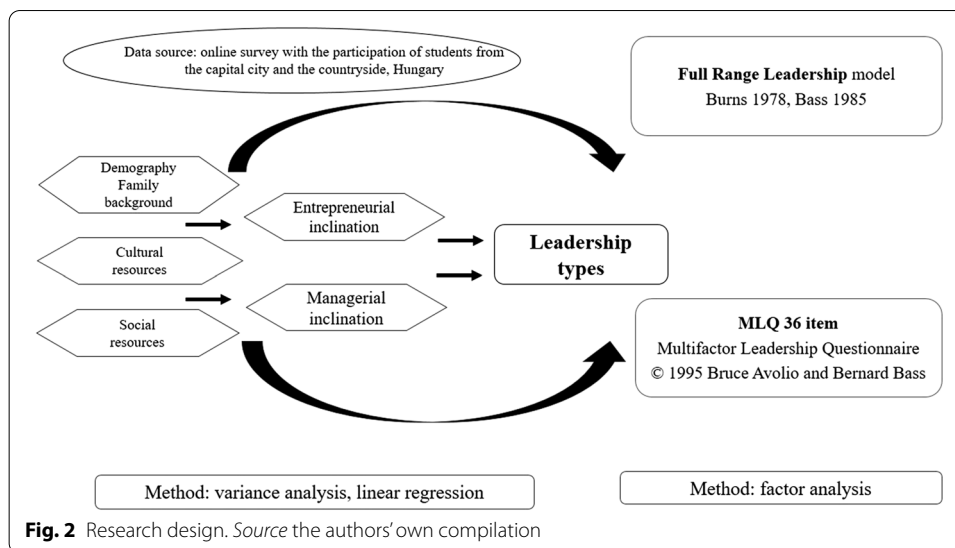 Data source: online survey with the participation of students from
the capital city and the countryside, Hungary
Full Range Leadership model
Burns 1978, Bass 1985
Demography
Family
background
Entrepreneurial
inclination
Cultural
resources
Leadership
types
Managerial
inclination
Social
resources
MLQ 36 item
Multifactor Leadership Questionnaire
© 1995 Bruce Avolio and Bernard Bass
Method: variance analysis, linear regression
Method: factor analysis
Fig. 2 Research design. Source the authors' own compilation